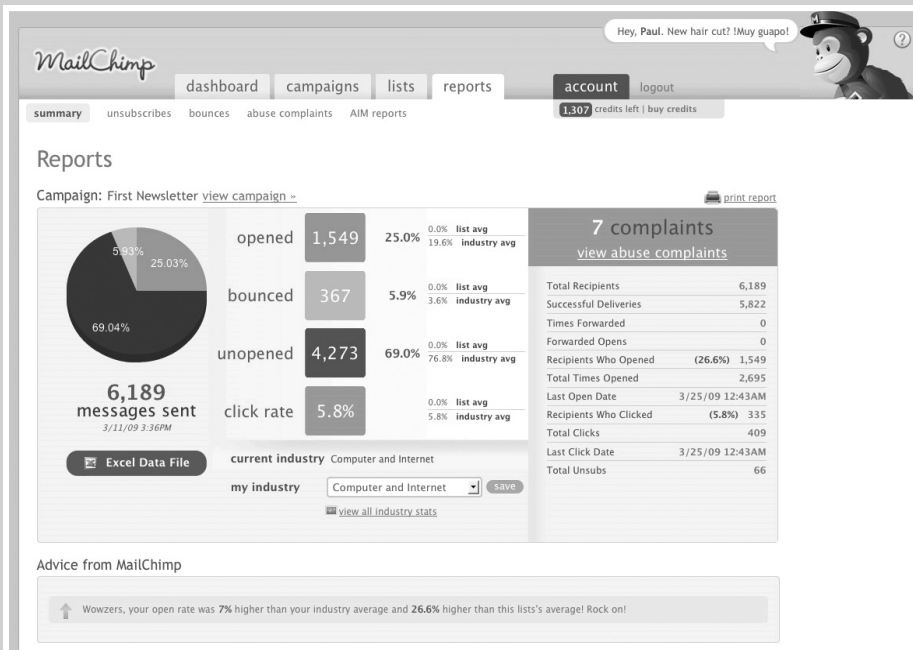 Hey, Paul. New hair cut? !Muy guapo!
?
MailChimp
dashboard campaigns lists reports account logout
1,307 credits left | buy credits
summary unsubscribes bounces abuse complaints AIM reports
Reports
Campaign: First Newsletter view campaign »
print report
5.93%
25.03%
69.04%
6,189
messages sent
3/11/09 3:36PM
Excel Data File
opened 1,549 25.0% 0.0% list avg
19.6% industry avg
bounced 367 5.9% 0.0% list avg
3.6% industry avg
unopened 4,273 69.0% 0.0% list avg
76.8% industry avg
click rate 5.8% 0.0% list avg
5.8% industry avg
current industry Computer and Internet
my industry Computer and Internet save
view all industry stats
7 complaints
view abuse complaints
Total Recipients 6,189
Successful Deliveries 5,822
Times Forwarded 0
Forwarded Opens 0
Recipients Who Opened (26.6%) 1,549
Total Times Opened 2,695
Last Open Date 3/25/09 12:43AM
Recipients Who Clicked (5.8%) 335
Total Clicks 409
Last Click Date 3/25/09 12:43AM
Total Unsubs 66
Advice from MailChimp
Wowzers, your open rate was 7% higher than your industry average and 26.6% higher than this lists's average! Rock on!